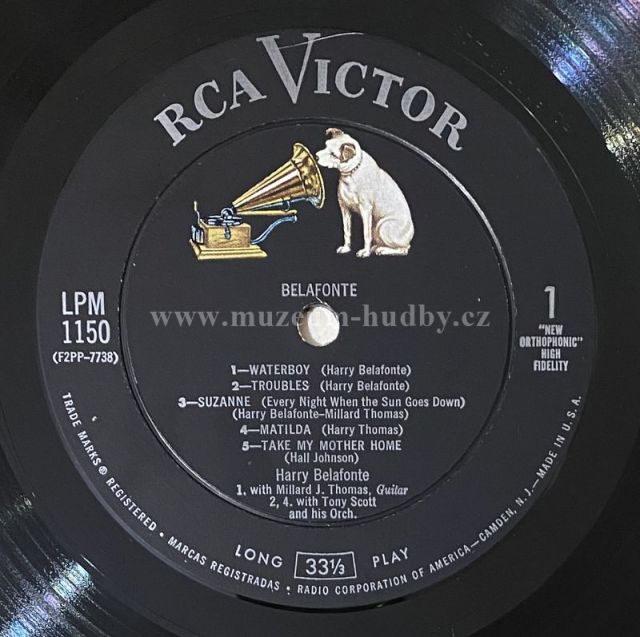 RCA VICTOR
BELAFONTE
LPM
1150
(F2PP-7738)
1
"NEW
ORTHOPHONIC"
HIGH
FIDELITY
www.muzeum-hudby.cz
1—WATERBOY (Harry Belafonte)
2—TROUBLES (Harry Belafonte)
3—SUZANNE (Every Night When the Sun Goes Down)
(Harry Belafonte-Millard Thomas)
4—MATILDA (Harry Thomas)
5—TAKE MY MOTHER HOME
(Hall Johnson)
Harry Belafonte
1. with Millard J. Thomas, Guitar
2, 4. with Tony Scott
and his Orch.
LONG 33⅓ PLAY
TRADE MARKS ® REGISTERED • MARCAS REGISTRADAS • RADIO CORPORATION OF AMERICA—CAMDEN, N. J.—MADE IN U.S.A.